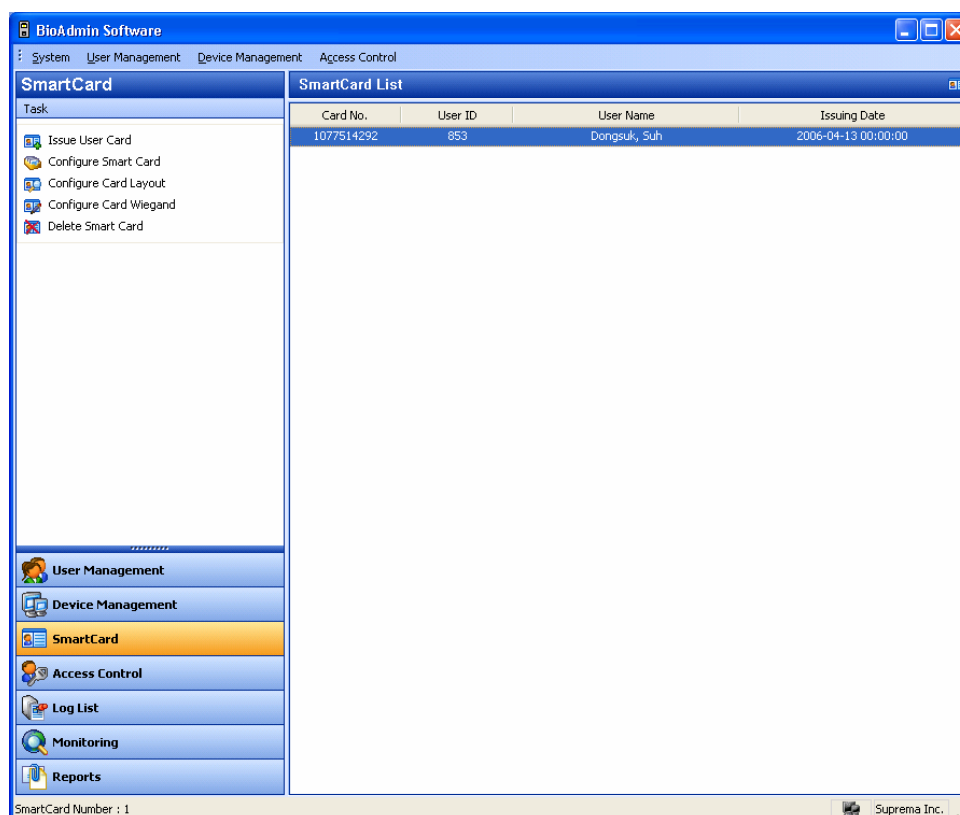 BioAdmin Software
System User Management Device Management Access Control
SmartCard
SmartCard List
Task
Issue User Card
Configure Smart Card
Configure Card Layout
Configure Card Wiegand
Delete Smart Card
Card No. User ID User Name Issuing Date
1077514292 853 Dongsuk, Suh 2006-04-13 00:00:00
User Management
Device Management
SmartCard
Access Control
Log List
Monitoring
Reports
SmartCard Number : 1 Suprema Inc.